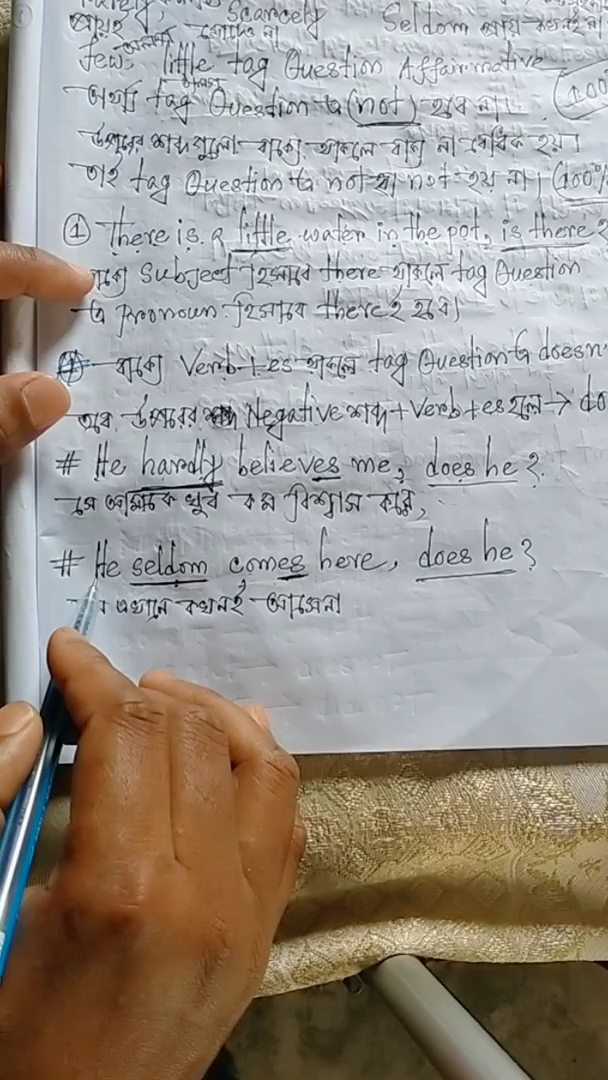 Scarcely Seldom প্রায় কখনই না
few, little tag Question Affairmative
অর্থাৎ tag Question এ (not) হবে না। (100
উপরের শব্দগুলো বাক্যে থাকলে বাক্য না বোধক হয়।
তাই tag Question এ not হয় না। (100%
① There is a little water in the pot, is there?
বাক্যে Subject হিসাবে there থাকলে tag Question
এ Pronoun হিসাবে there ই হবে।
বাক্যে Verb+es থাকলে tag Question এ doesn
তবে উপরের Negative শব্দ + Verb+es হলে → do
# He hardly believes me, does he?
সে আমাকে খুব কম বিশ্বাস করে,
# He seldom comes here, does he?
এখানে কখনই আসেনা